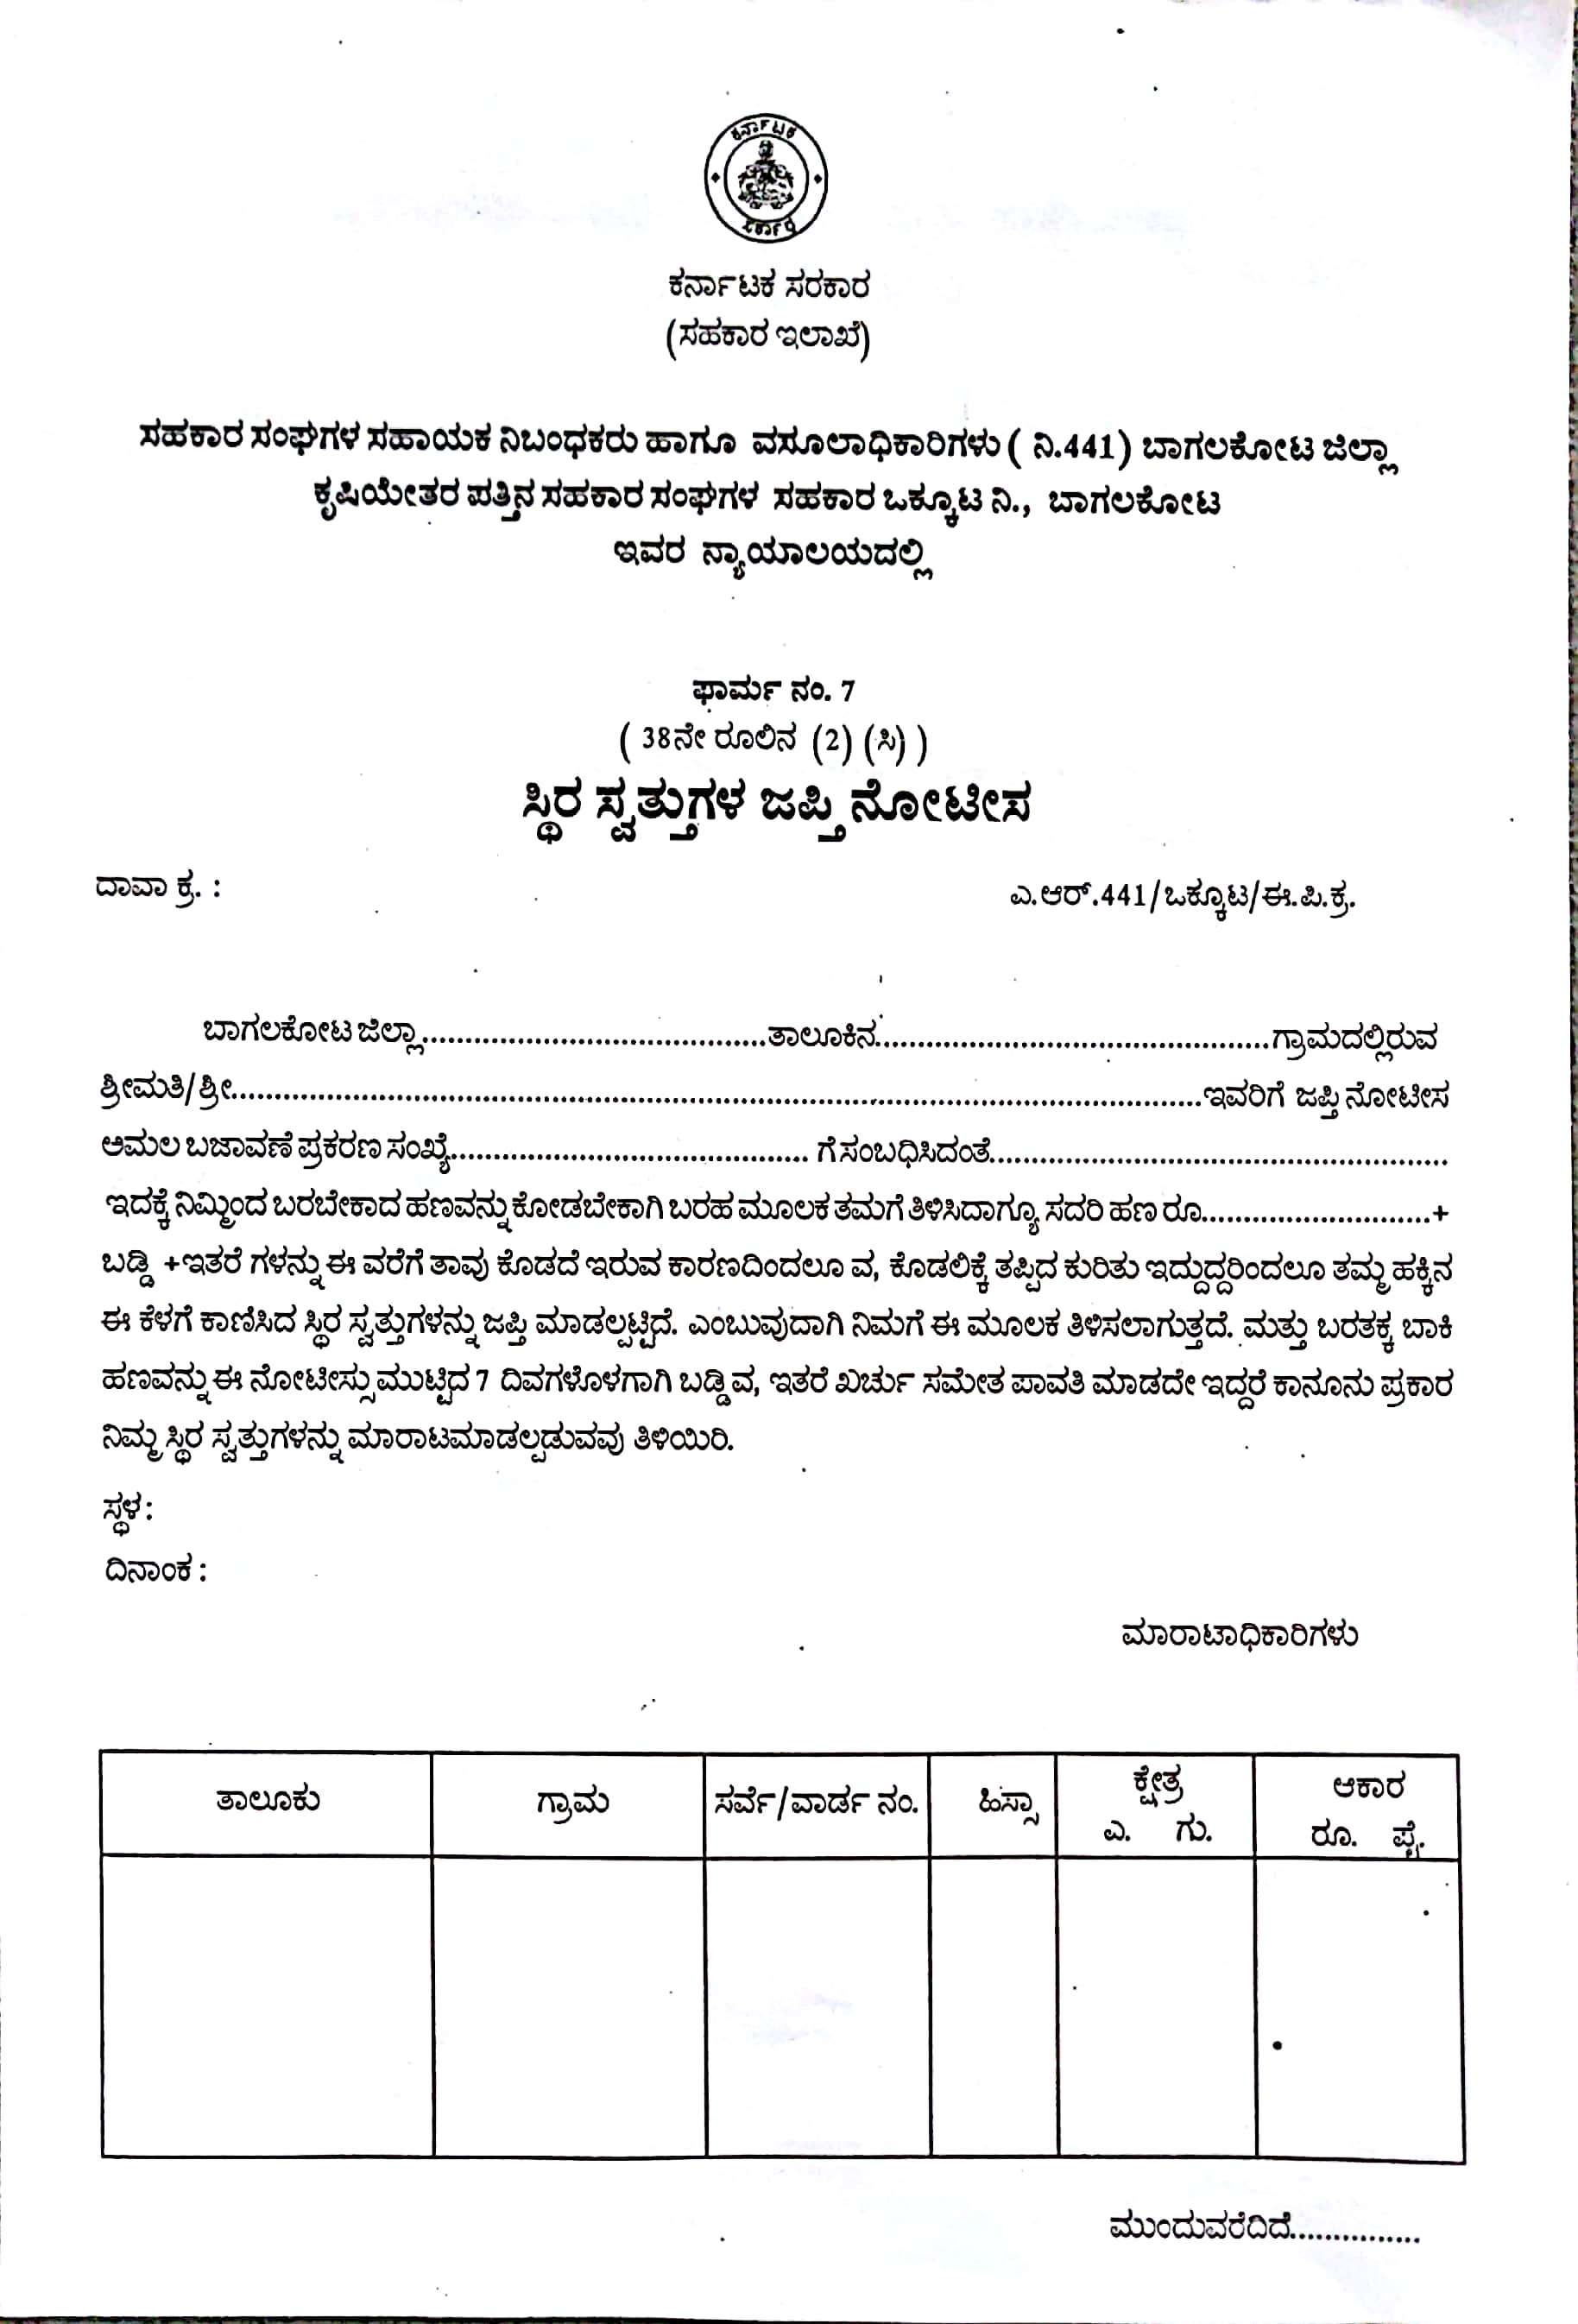 ಕರ್ನಾಟಕ
ಸರ್ಕಾರ
ಕರ್ನಾಟಕ ಸರಕಾರ
(ಸಹಕಾರ ಇಲಾಖೆ)
ಸಹಕಾರ ಸಂಘಗಳ ಸಹಾಯಕ ನಿಬಂಧಕರು ಹಾಗೂ ವಸೂಲಾಧಿಕಾರಿಗಳು ( ನಿ.441) ಬಾಗಲಕೋಟ ಜಿಲ್ಲಾ
ಕೃಷಿಯೇತರ ಪತ್ತಿನ ಸಹಕಾರ ಸಂಘಗಳ ಸಹಕಾರ ಒಕ್ಕೂಟ ನಿ., ಬಾಗಲಕೋಟ
ಇವರ ನ್ಯಾಯಾಲಯದಲ್ಲಿ
ಫಾರ್ಮ ನಂ. 7
( 38ನೇ ರೂಲಿನ (2) (ಸಿ) )
ಸ್ಥಿರ ಸ್ವತ್ತುಗಳ ಜಪ್ತಿ ನೋಟೀಸ
ದಾವಾ ಕ್ರ. : ಎ.ಆರ್.441/ಒಕ್ಕೂಟ/ಈ.ಪಿ.ಕ್ರ.
ಬಾಗಲಕೋಟ ಜಿಲ್ಲಾ........................................ತಾಲೂಕಿನ..............................................ಗ್ರಾಮದಲ್ಲಿರುವ
ಶ್ರೀಮತಿ/ಶ್ರೀ..................................................................................................................ಇವರಿಗೆ ಜಪ್ತಿ ನೋಟೀಸ
ಅಮಲ ಬಜಾವಣೆ ಪ್ರಕರಣ ಸಂಖ್ಯೆ.......................................... ಗೆ ಸಂಬಧಿಸಿದಂತೆ......................................................
ಇದಕ್ಕೆ ನಿಮ್ಮಿಂದ ಬರಬೇಕಾದ ಹಣವನ್ನು ಕೋಡಬೇಕಾಗಿ ಬರಹ ಮೂಲಕ ತಮಗೆ ತಿಳಿಸಿದಾಗ್ಯೂ ಸದರಿ ಹಣ ರೂ...........................+
ಬಡ್ಡಿ +ಇತರೆ ಗಳನ್ನು ಈ ವರೆಗೆ ತಾವು ಕೊಡದೆ ಇರುವ ಕಾರಣದಿಂದಲೂ ವ, ಕೊಡಲಿಕ್ಕೆ ತಪ್ಪಿದ ಕುರಿತು ಇದ್ದುದ್ದರಿಂದಲೂ ತಮ್ಮ ಹಕ್ಕಿನ
ಈ ಕೆಳಗೆ ಕಾಣಿಸಿದ ಸ್ಥಿರ ಸ್ವತ್ತುಗಳನ್ನು ಜಪ್ತಿ ಮಾಡಲ್ಪಟ್ಟಿದೆ. ಎಂಬುವುದಾಗಿ ನಿಮಗೆ ಈ ಮೂಲಕ ತಿಳಿಸಲಾಗುತ್ತದೆ. ಮತ್ತು ಬರತಕ್ಕ ಬಾಕಿ
ಹಣವನ್ನು ಈ ನೋಟೀಸ್ಸು ಮುಟ್ಟಿದ 7 ದಿವಗಳೊಳಗಾಗಿ ಬಡ್ಡಿ ವ, ಇತರೆ ಖರ್ಚು ಸಮೇತ ಪಾವತಿ ಮಾಡದೇ ಇದ್ದರೆ ಕಾನೂನು ಪ್ರಕಾರ
ನಿಮ್ಮ ಸ್ಥಿರ ಸ್ವತ್ತುಗಳನ್ನು ಮಾರಾಟಮಾಡಲ್ಪಡುವವು ತಿಳಿಯಿರಿ.
ಸ್ಥಳ:
ದಿನಾಂಕ :
ಮಾರಾಟಾಧಿಕಾರಿಗಳು
ತಾಲೂಕು ಗ್ರಾಮ ಸರ್ವೆ/ವಾರ್ಡ ನಂ. ಹಿಸ್ಸಾ ಕ್ಷೇತ್ರ ಆಕಾರ
ಎ. ಗು. ರೂ. ಪೈ.
ಮುಂದುವರೆದಿದೆ...............